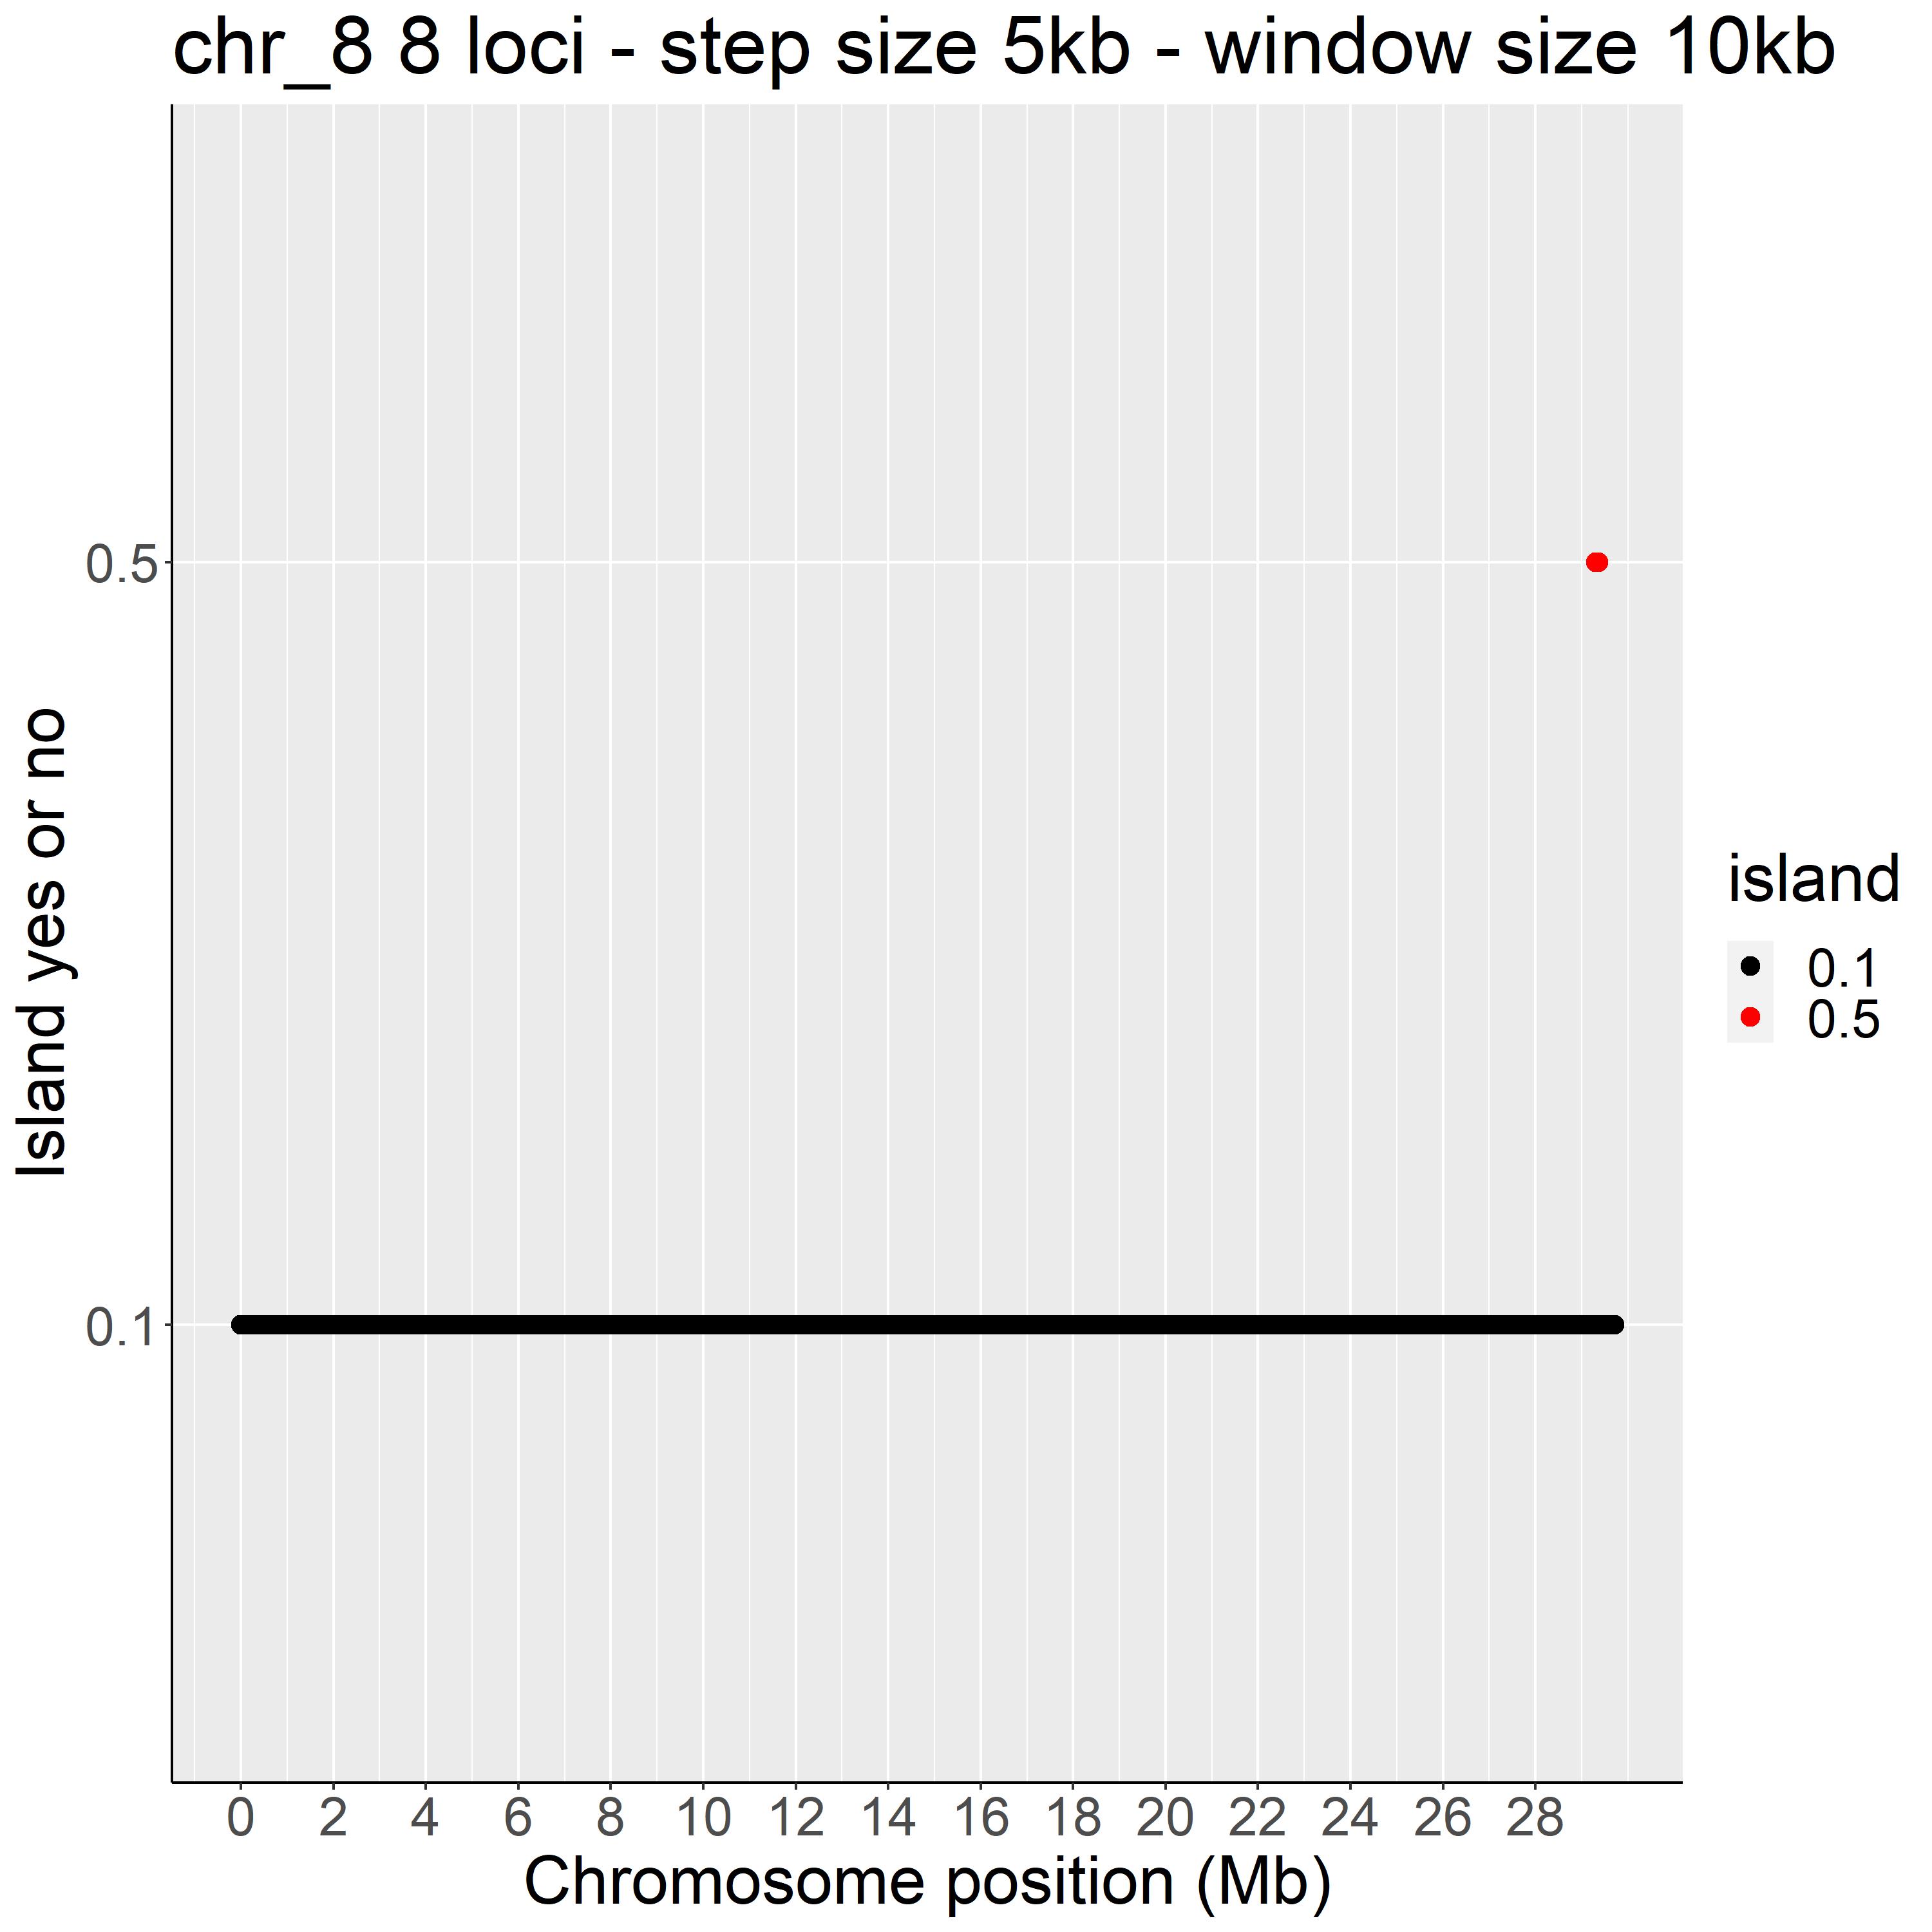 chr_8 8 loci - step size 5kb - window size 10kb
Island yes or no
0.5
0.1
0 2 4 6 8 10 12 14 16 18 20 22 24 26 28
Chromosome position (Mb)
island
0.1
0.5